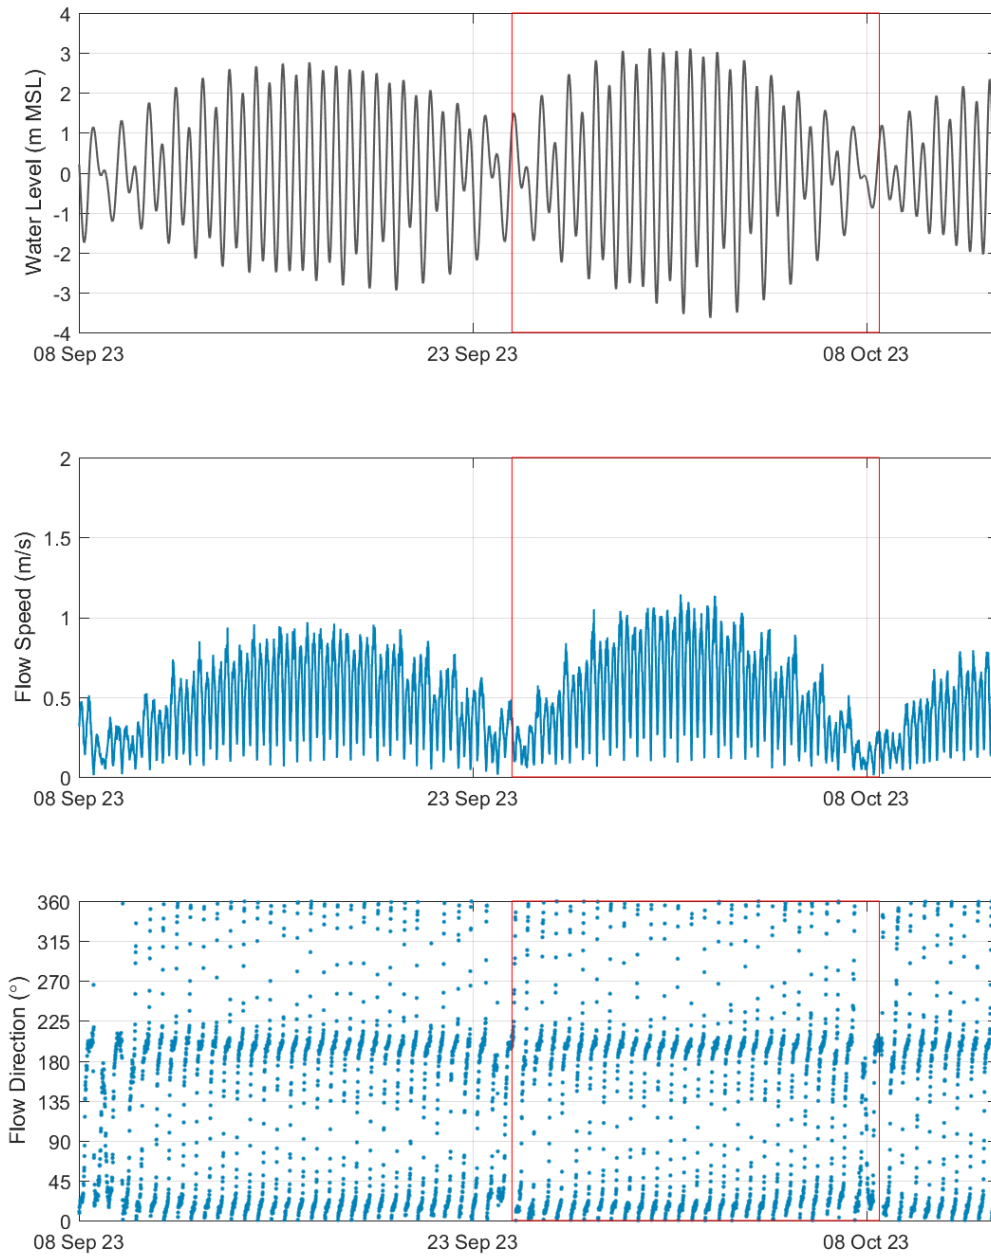 4
3
2
1
0
-1
-2
-3
-4
Water Level (m MSL)
08 Sep 23
23 Sep 23
08 Oct 23
2
1.5
1
0.5
0
Flow Speed (m/s)
08 Sep 23
23 Sep 23
08 Oct 23
360
315
270
225
180
135
90
45
0
Flow Direction (°)
08 Sep 23
23 Sep 23
08 Oct 23